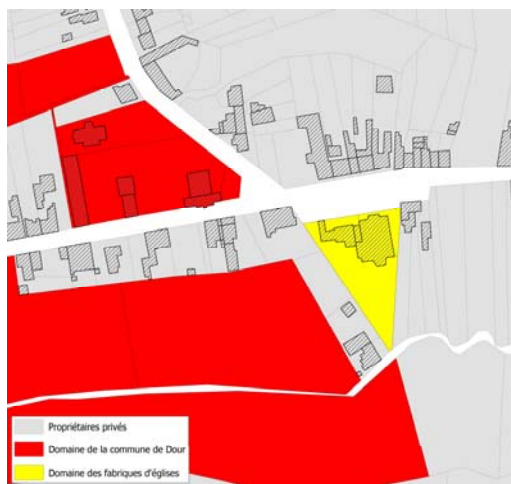 Propriétaires privés
Domaine de la commune de Dour
Domaine des fabriques d'églises